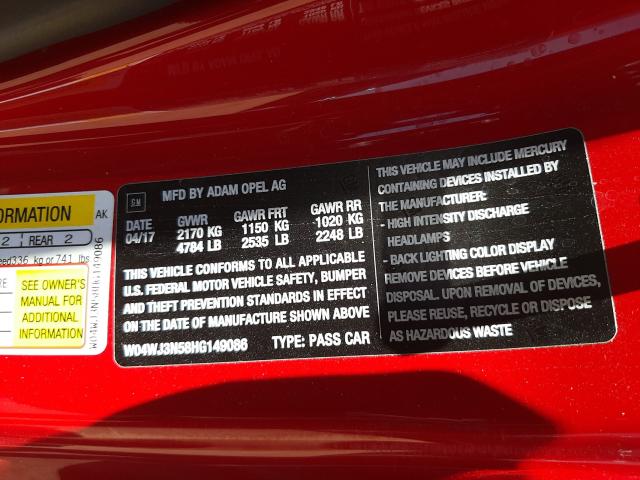 ORMATION
AK
2 REAR 2
336 kg or 741 lbs
SEE OWNER'S
MANUAL FOR
ADDITIONAL
INFORMATION
GM
MFD BY ADAM OPEL AG
DATE GVWR GAWR FRT GAWR RR
04/17 2170 KG 1150 KG 1020 KG
4784 LB 2535 LB 2248 LB
THIS VEHICLE CONFORMS TO ALL APPLICABLE
U.S. FEDERAL MOTOR VEHICLE SAFETY, BUMPER
AND THEFT PREVENTION STANDARDS IN EFFECT
ON THE DATE OF MANUFACTURE SHOWN ABOVE
W04WJ3N58HG149086 TYPE: PASS CAR
THIS VEHICLE MAY INCLUDE MERCURY
CONTAINING DEVICES INSTALLED BY
THE MANUFACTURER:
- HIGH INTENSITY DISCHARGE
HEADLAMPS
- BACK LIGHTING COLOR DISPLAY
REMOVE DEVICES BEFORE VEHICLE
DISPOSAL. UPON REMOVAL OF DEVICES,
PLEASE REUSE, RECYCLE OR DISPOSE
AS HAZARDOUS WASTE